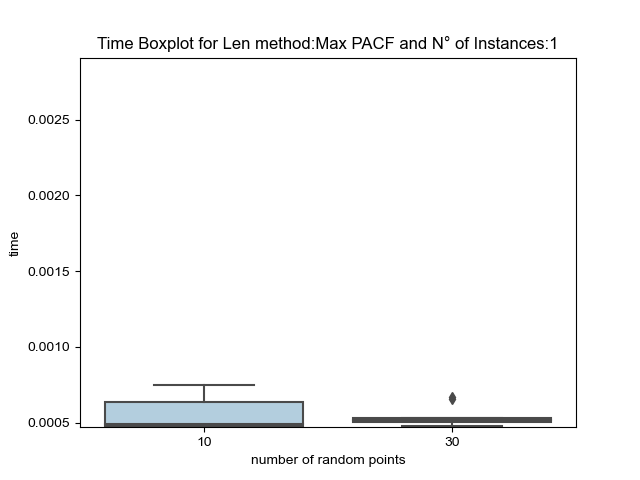 Time Boxplot for Len method:Max PACF and N° of Instances:1
0.0025
0.0020
0.0015
0.0010
0.0005
time
10 30
number of random points